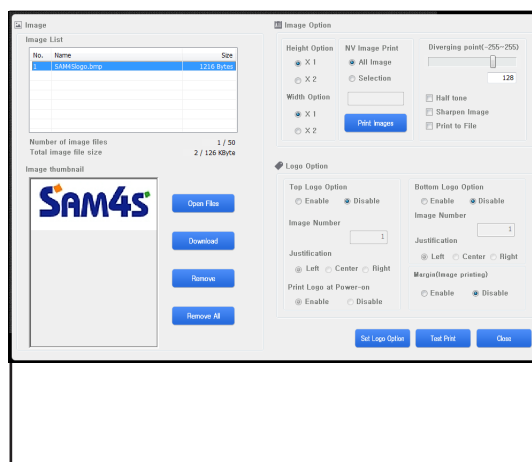 Image
Image List
No. Name Size
1 SAM4Slogo.bmp 1216 Bytes
Number of image files 1 / 50
Total image file size 2 / 126 KByte
Image thumbnail
SAM4S
Open Files
Download
Remove
Remove All
Image Option
Height Option
X 1
X 2
Width Option
X 1
X 2
NV Image Print
All Image
Selection
Print Images
Diverging point(-255~255)
128
Half tone
Sharpen Image
Print to File
Logo Option
Top Logo Option
Enable Disable
Image Number
1
Justification
Left Center Right
Print Logo at Power-on
Enable Disable
Bottom Logo Option
Enable Disable
Image Number
1
Justification
Left Center Right
Margin(Image printing)
Enable Disable
Set Logo Option Test Print Close